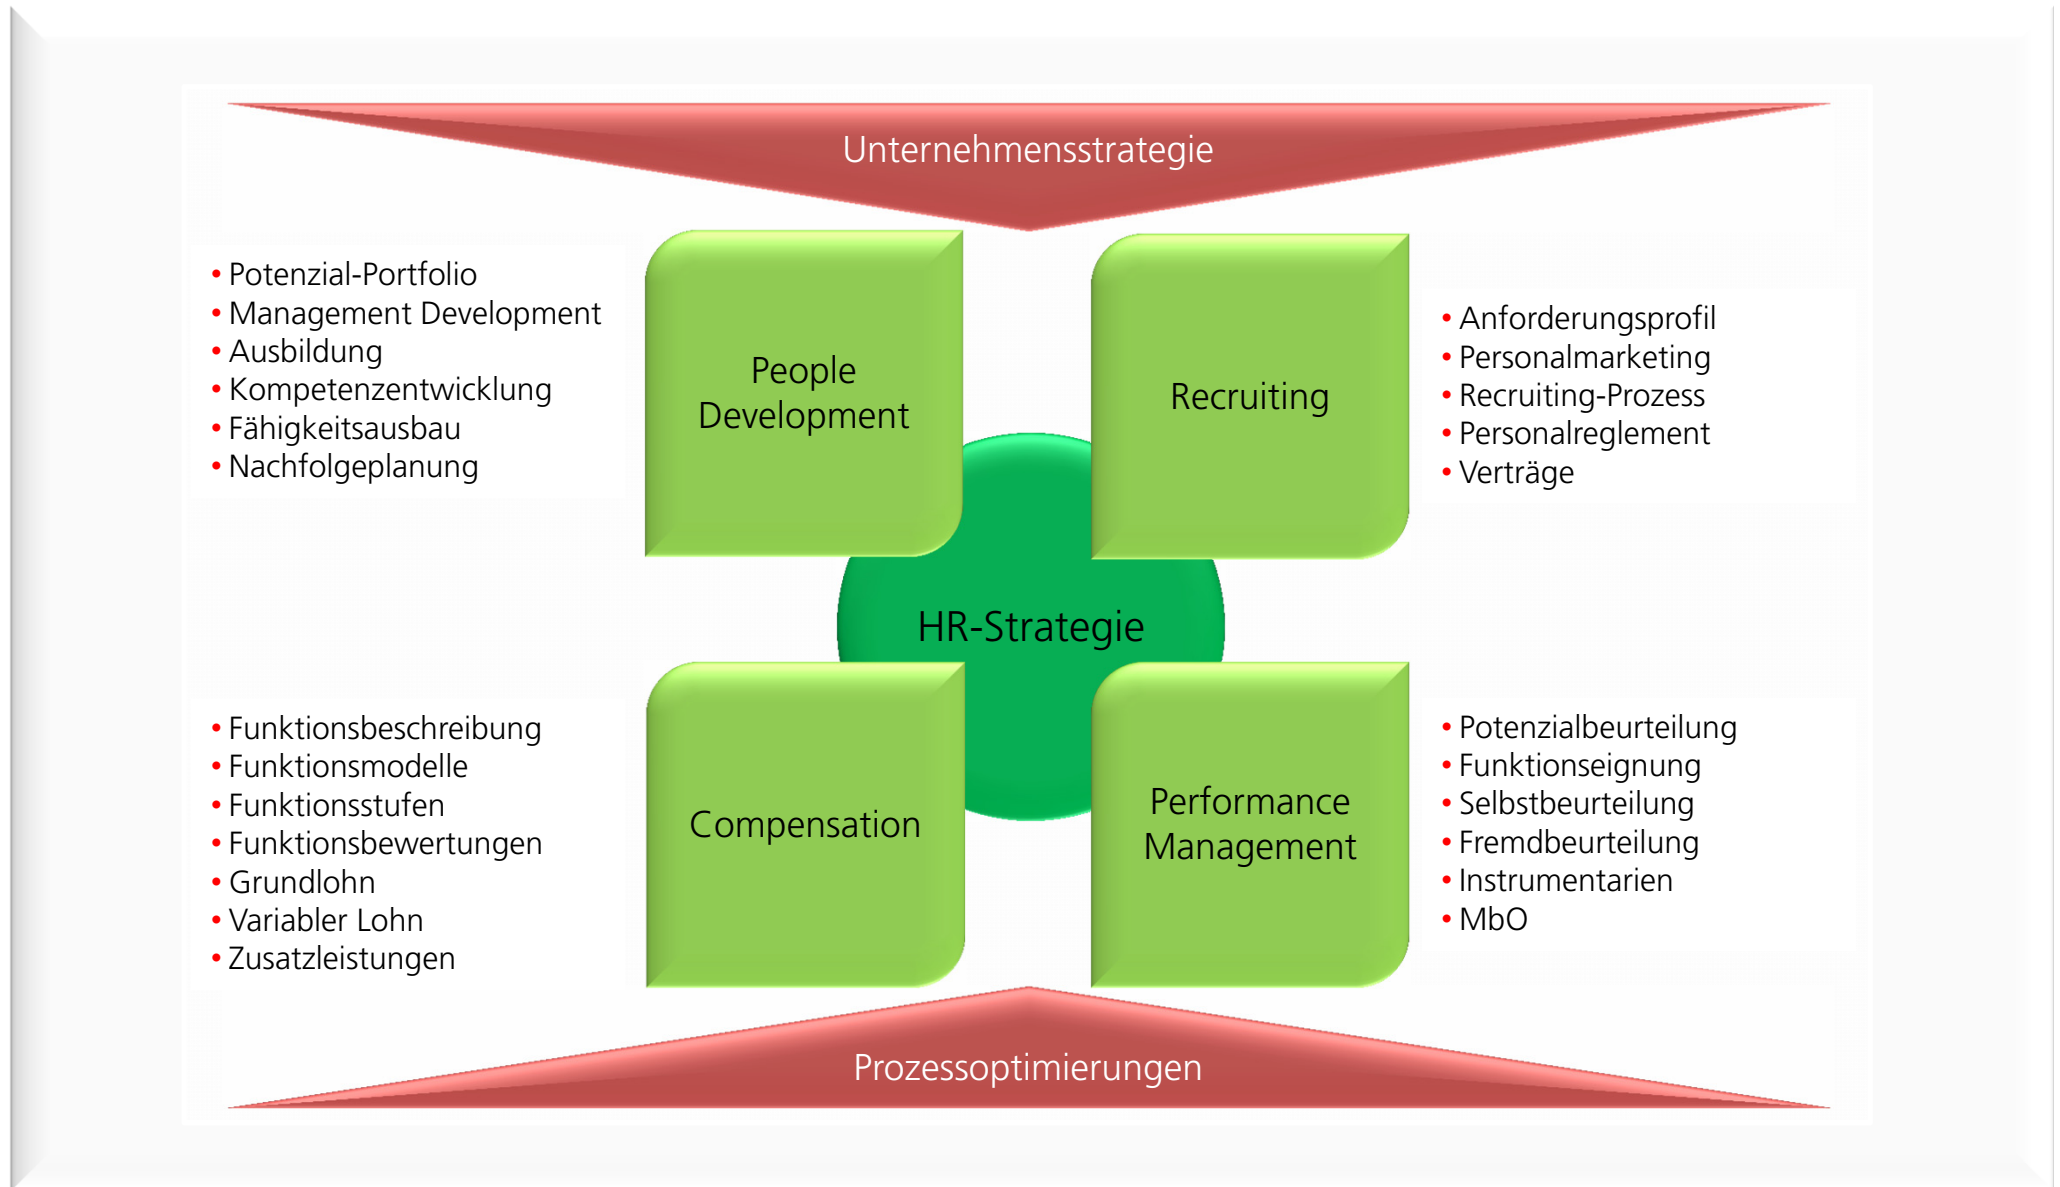 Unternehmensstrategie
• Potenzial-Portfolio
• Management Development
• Ausbildung
• Kompetenzentwicklung
• Fähigkeitsausbau
• Nachfolgeplanung
People
Development
Recruiting
• Anforderungsprofil
• Personalmarketing
• Recruiting-Prozess
• Personalreglement
• Verträge
HR-Strategie
• Funktionsbeschreibung
• Funktionsmodelle
• Funktionsstufen
• Funktionsbewertungen
• Grundlohn
• Variabler Lohn
• Zusatzleistungen
Compensation
Performance
Management
• Potenzialbeurteilung
• Funktionseignung
• Selbstbeurteilung
• Fremdbeurteilung
• Instrumentarien
• MbO
Prozessoptimierungen